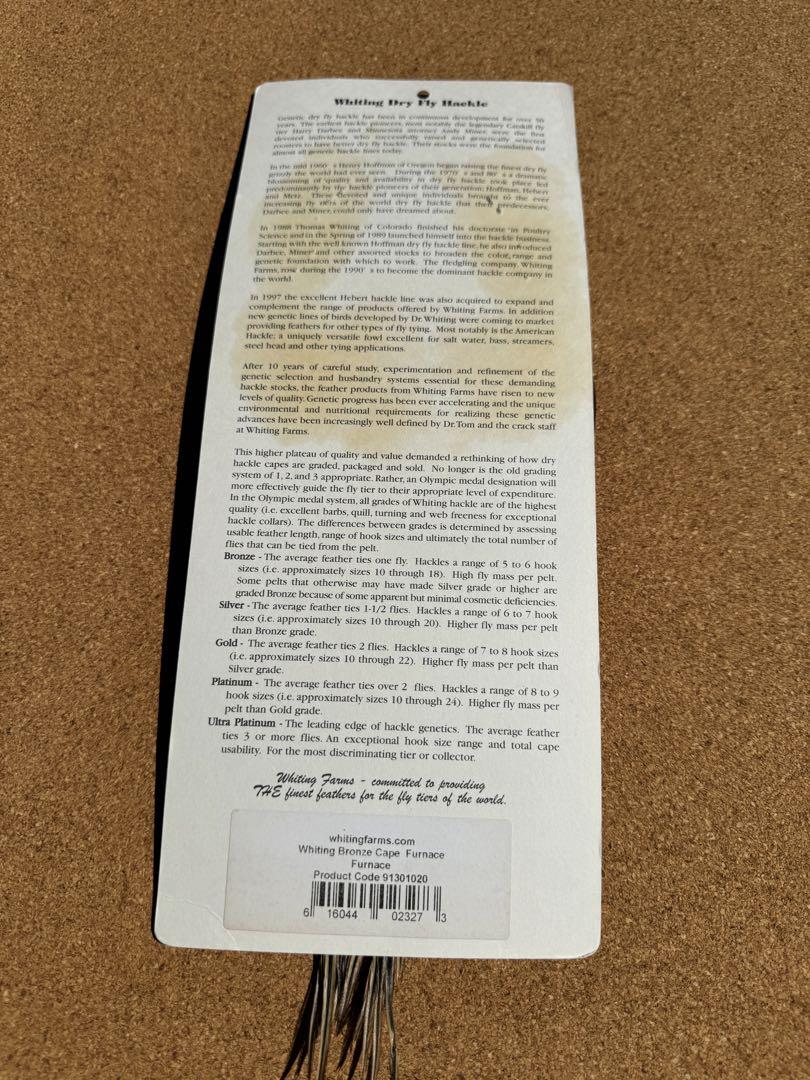 Whiting Dry Fly Hackle
Genetic dry fly hackle has been in continuous development for over 50
years. The earliest hackle pioneers, most notably the legendary Catskill fly
tier Harry Darbee and Minnesota attorney Andy Miner, were the first
devoted individuals who successfully raised and genetically selected
roosters to have better dry fly hackle. Their stocks were the foundation for
almost all genetic hackle lines today.
In the mid 1960's Henry Hoffman of Oregon began raising the finest dry fly
grizzly the world had ever seen. During the 1970's and 80's a dramatic
blossoming of quality and availability in dry fly hackle took place led
predominantly by the hackle pioneers of their generation; Hoffman, Hebert
and Metz. These devoted and unique individuals brought to the ever
increasing fly tiers of the world dry fly hackle that their predecessors,
Darbee and Miner, could only have dreamed about.
In 1988 Thomas Whiting of Colorado finished his doctorate in Poultry
Science and in the Spring of 1989 launched himself into the hackle business.
Starting with the well known Hoffman dry fly hackle line, he also introduced
Darbee, Miner and other assorted stocks to broaden the color, range and
genetic foundation with which to work. The fledgling company, Whiting
Farms, rose during the 1990's to become the dominant hackle company in
the world.
In 1997 the excellent Hebert hackle line was also acquired to expand and
complement the range of products offered by Whiting Farms. In addition
new genetic lines of birds developed by Dr. Whiting were coming to market
providing feathers for other types of fly tying. Most notably is the American
Hackle; a uniquely versatile fowl excellent for salt water, bass, streamers,
steel head and other tying applications.
After 10 years of careful study, experimentation and refinement of the
genetic selection and husbandry systems essential for these demanding
hackle stocks, the feather products from Whiting Farms have risen to new
levels of quality. Genetic progress has been ever accelerating and the unique
environmental and nutritional requirements for realizing these genetic
advances have been increasingly well defined by Dr. Tom and the crack staff
at Whiting Farms.
This higher plateau of quality and value demanded a rethinking of how dry
hackle capes are graded, packaged and sold. No longer is the old grading
system of 1, 2, and 3 appropriate. Rather, an Olympic medal designation will
more effectively guide the fly tier to their appropriate level of expenditure.
In the Olympic medal system, all grades of Whiting hackle are of the highest
quality (i.e. excellent barbs, quill, turning and web freeness for exceptional
hackle collars). The differences between grades is determined by assessing
usable feather length, range of hook sizes and ultimately the total number of
flies that can be tied from the pelt.
Bronze - The average feather ties one fly. Hackles a range of 5 to 6 hook
sizes (i.e. approximately sizes 10 through 18). High fly mass per pelt.
Some pelts that otherwise may have made Silver grade or higher are
graded Bronze because of some apparent but minimal cosmetic deficiencies.
Silver - The average feather ties 1-1/2 flies. Hackles a range of 6 to 7 hook
sizes (i.e. approximately sizes 10 through 20). Higher fly mass per pelt
than Bronze grade.
Gold - The average feather ties 2 flies. Hackles a range of 7 to 8 hook sizes
(i.e. approximately sizes 10 through 22). Higher fly mass per pelt than
Silver grade.
Platinum - The average feather ties over 2 flies. Hackles a range of 8 to 9
hook sizes (i.e. approximately sizes 10 through 24). Higher fly mass per
pelt than Gold grade.
Ultra Platinum - The leading edge of hackle genetics. The average feather
ties 3 or more flies. An exceptional hook size range and total cape
usability. For the most discriminating tier or collector.
Whiting Farms - committed to providing
THE finest feathers for the fly tiers of the world.
whitingfarms.com
Whiting Bronze Cape Furnace
Furnace
Product Code 91301020
6 16044 02327 3